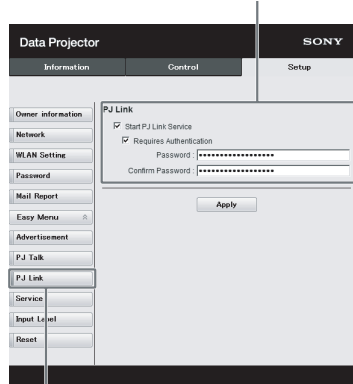 Data Projector
SONY
Information
Control
Setup
Owner information
Network
WLAN Setting
Password
Mail Report
Easy Menu
Advertisement
PJ Talk
PJ Link
Service
Input Label
Reset
PJ Link
Start PJ Link Service
Requires Authentication
Password : ••••••••••••••••••
Confirm Password : ••••••••••••••••••
Apply